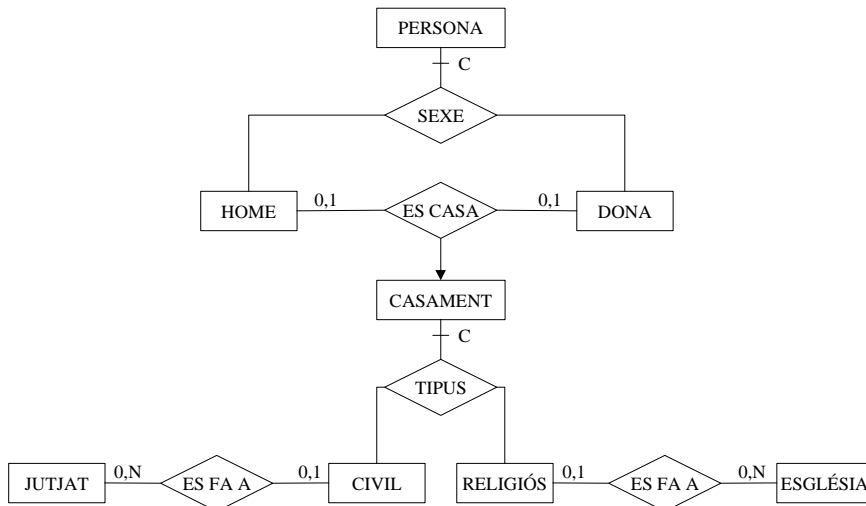 PERSONA
C
SEXE
HOME
0,1
ES CASA
0,1
DONA
CASAMENT
C
TIPUS
JUTJAT
0,N
ES FA A
0,1
CIVIL
RELIGIÓS
0,1
ES FA A
0,N
ESGLÉSIA